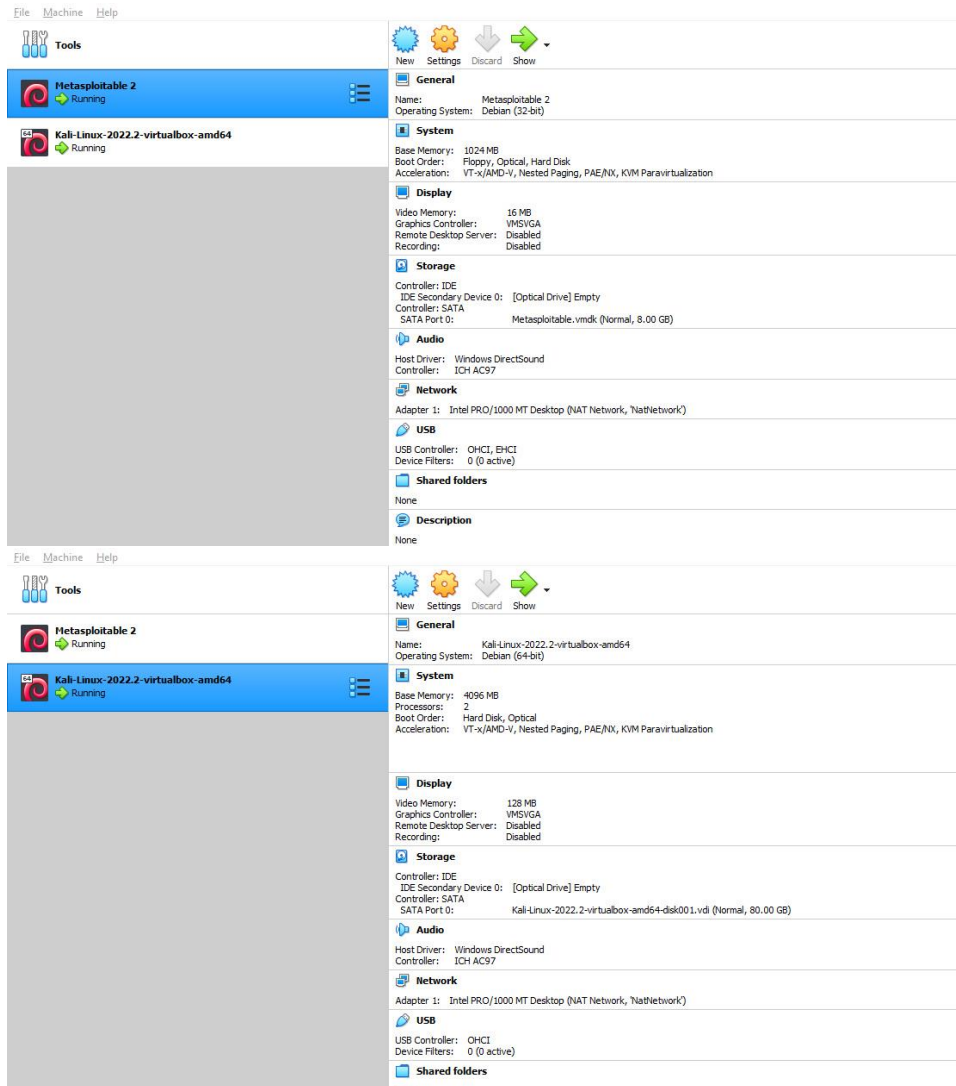 File Machine Help
Tools
New Settings Discard Show
Metasploitable 2
Running
64
Kali-Linux-2022.2-virtualbox-amd64
Running
General
Name: Metasploitable 2
Operating System: Debian (32-bit)
System
Base Memory: 1024 MB
Boot Order: Floppy, Optical, Hard Disk
Acceleration: VT-x/AMD-V, Nested Paging, PAE/NX, KVM Paravirtualization
Display
Video Memory: 16 MB
Graphics Controller: VMSVGA
Remote Desktop Server: Disabled
Recording: Disabled
Storage
Controller: IDE
IDE Secondary Device 0: [Optical Drive] Empty
Controller: SATA
SATA Port 0: Metasploitable.vmdk (Normal, 8.00 GB)
Audio
Host Driver: Windows DirectSound
Controller: ICH AC97
Network
Adapter 1: Intel PRO/1000 MT Desktop (NAT Network, 'NatNetwork')
USB
USB Controller: OHCI, EHCI
Device Filters: 0 (0 active)
Shared folders
None
Description
None
File Machine Help
Tools
New Settings Discard Show
Metasploitable 2
Running
64
Kali-Linux-2022.2-virtualbox-amd64
Running
General
Name: Kali-Linux-2022.2-virtualbox-amd64
Operating System: Debian (64-bit)
System
Base Memory: 4096 MB
Processors: 2
Boot Order: Hard Disk, Optical
Acceleration: VT-x/AMD-V, Nested Paging, PAE/NX, KVM Paravirtualization
Display
Video Memory: 128 MB
Graphics Controller: VMSVGA
Remote Desktop Server: Disabled
Recording: Disabled
Storage
Controller: IDE
IDE Secondary Device 0: [Optical Drive] Empty
Controller: SATA
SATA Port 0: Kali-Linux-2022.2-virtualbox-amd64-disk001.vdi (Normal, 80.00 GB)
Audio
Host Driver: Windows DirectSound
Controller: ICH AC97
Network
Adapter 1: Intel PRO/1000 MT Desktop (NAT Network, 'NatNetwork')
USB
USB Controller: OHCI
Device Filters: 0 (0 active)
Shared folders